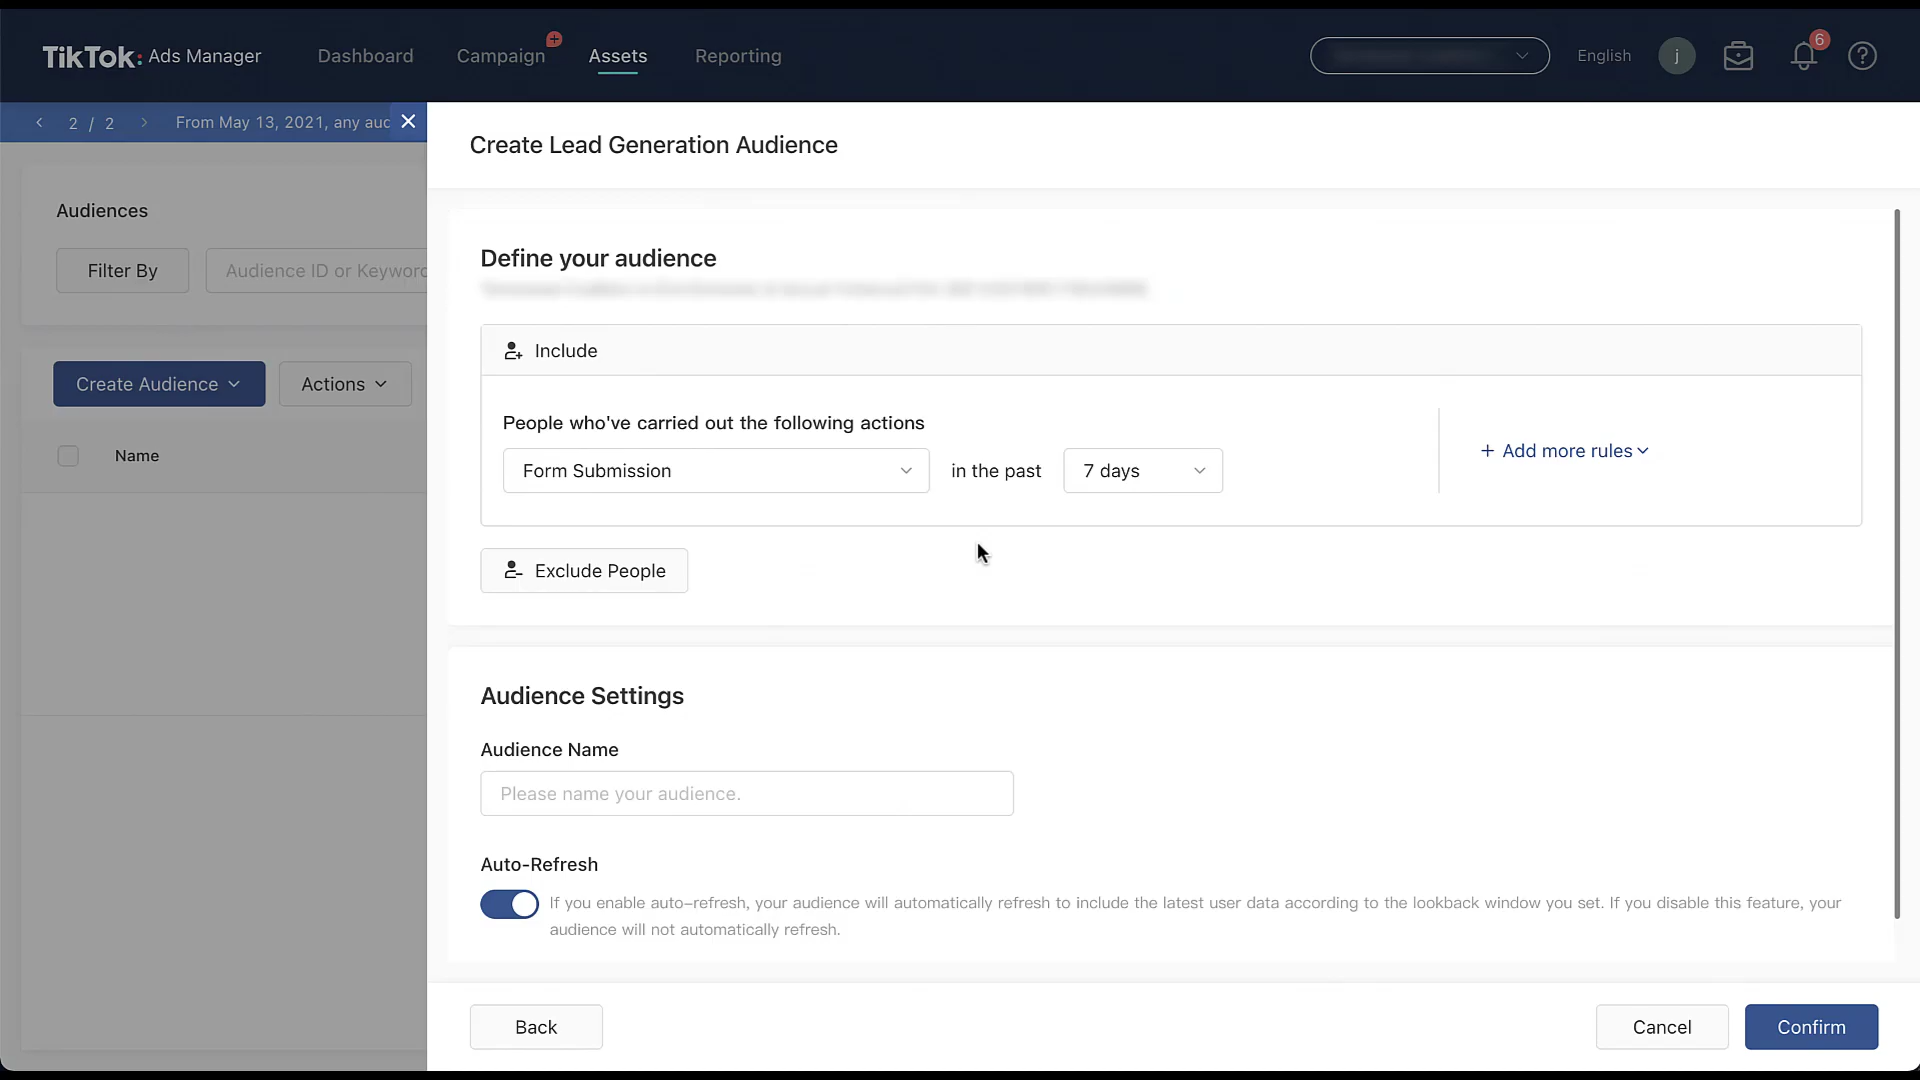 TikTok: Ads Manager
Dashboard
Campaign
Assets
Reporting
English
j
6
2 / 2
From May 13, 2021, any aud
Create Lead Generation Audience
Audiences
Filter By
Audience ID or Keyword
Create Audience
Actions
Name
Define your audience
Include
People who've carried out the following actions
Form Submission
in the past
7 days
+ Add more rules
Exclude People
Audience Settings
Audience Name
Please name your audience.
Auto-Refresh
If you enable auto-refresh, your audience will automatically refresh to include the latest user data according to the lookback window you set. If you disable this feature, your
audience will not automatically refresh.
Back
Cancel
Confirm